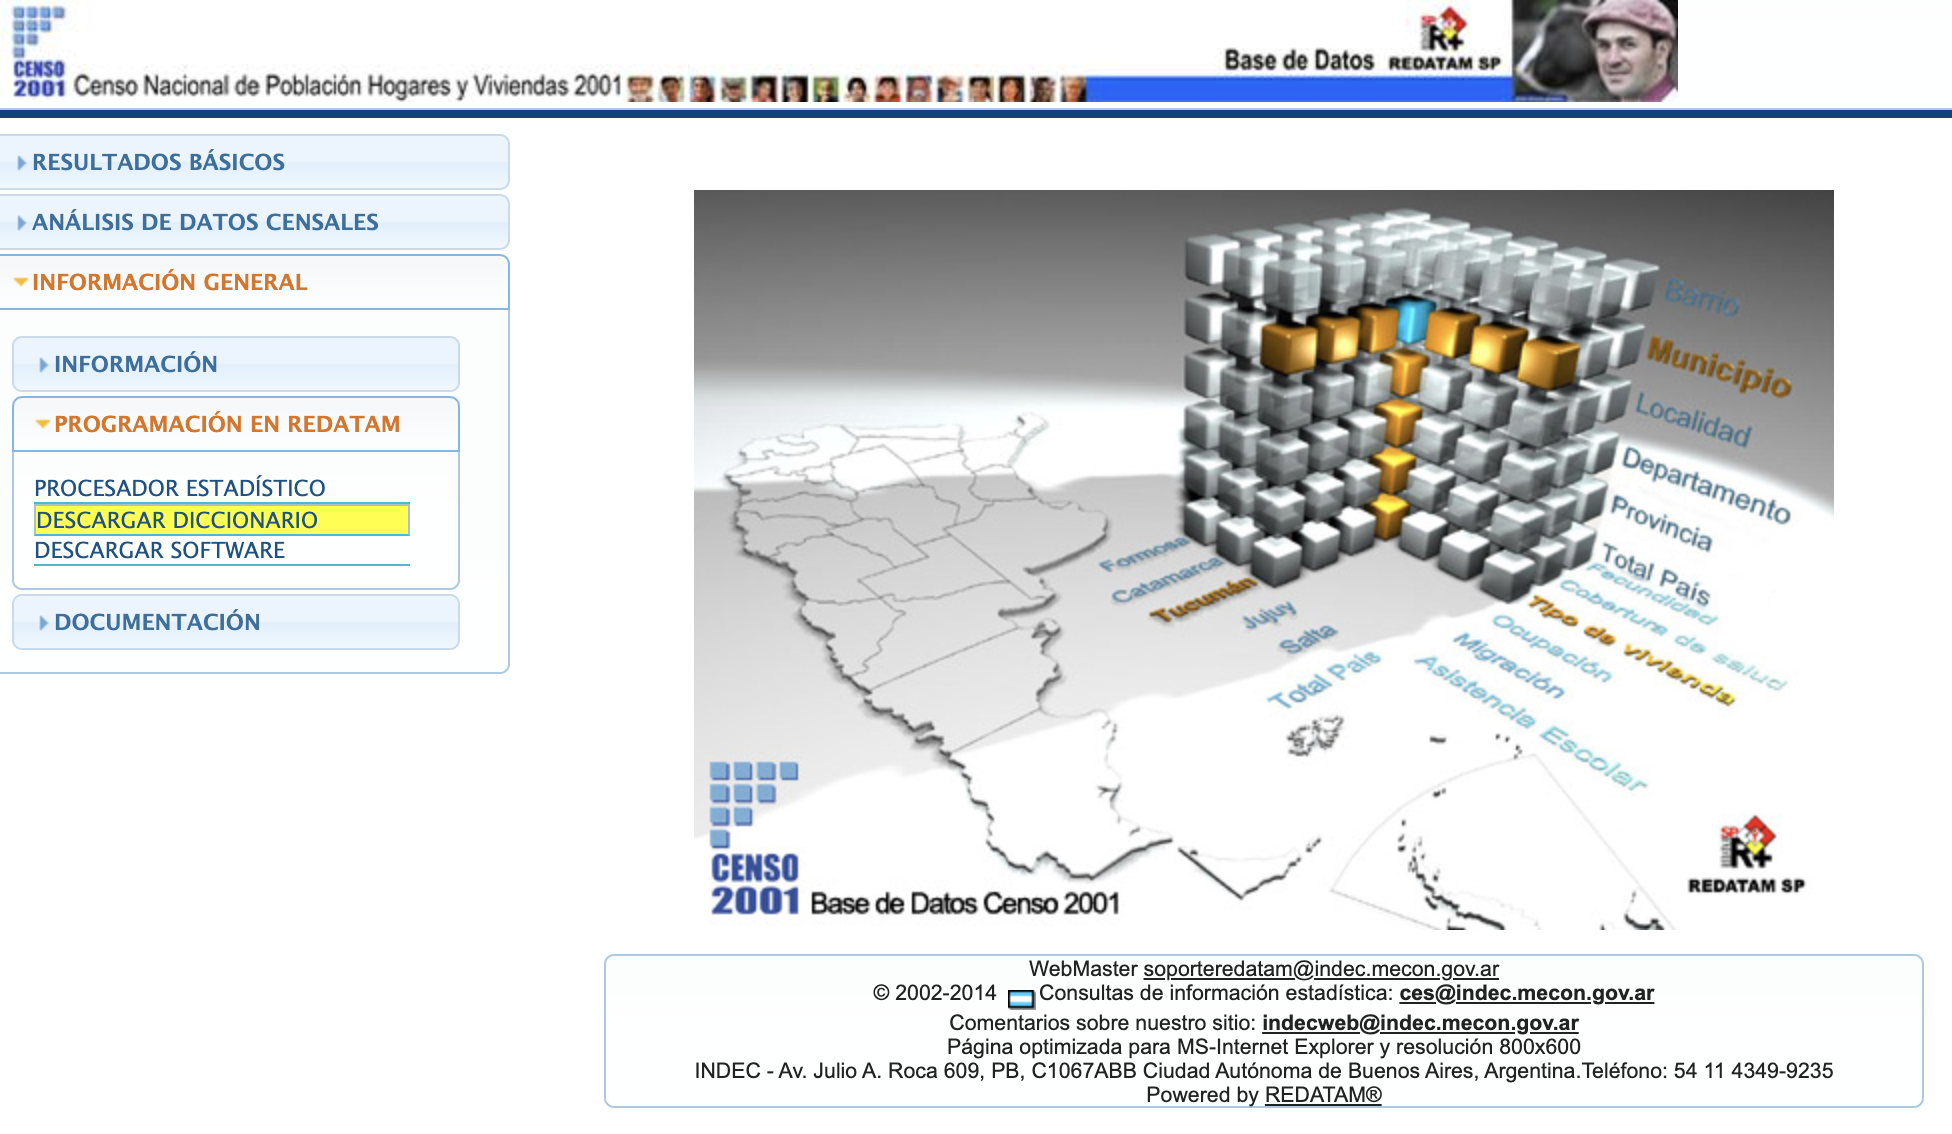 CENSO
2001 Censo Nacional de Población Hogares y Viviendas 2001
Base de Datos
SP
R+
REDATAM SP
RESULTADOS BÁSICOS
ANÁLISIS DE DATOS CENSALES
INFORMACIÓN GENERAL
INFORMACIÓN
PROGRAMACIÓN EN REDATAM
PROCESADOR ESTADÍSTICO
DESCARGAR DICCIONARIO
DESCARGAR SOFTWARE
DOCUMENTACIÓN
Barrio
Municipio
Localidad
Departamento
Provincia
Total País
Formosa
Catamarca
Tucumán
Jujuy
Salta
Total País
Fecundidad
Cobertura de salud
Tipo de vivienda
Ocupación
Migración
Asistencia Escolar
CENSO
2001 Base de Datos Censo 2001
SP
R+
REDATAM SP
WebMaster soporteredatam@indec.mecon.gov.ar
© 2002-2014 Consultas de información estadística: ces@indec.mecon.gov.ar
Comentarios sobre nuestro sitio: indecweb@indec.mecon.gov.ar
Página optimizada para MS-Internet Explorer y resolución 800x600
INDEC - Av. Julio A. Roca 609, PB, C1067ABB Ciudad Autónoma de Buenos Aires, Argentina.Teléfono: 54 11 4349-9235
Powered by REDATAM®